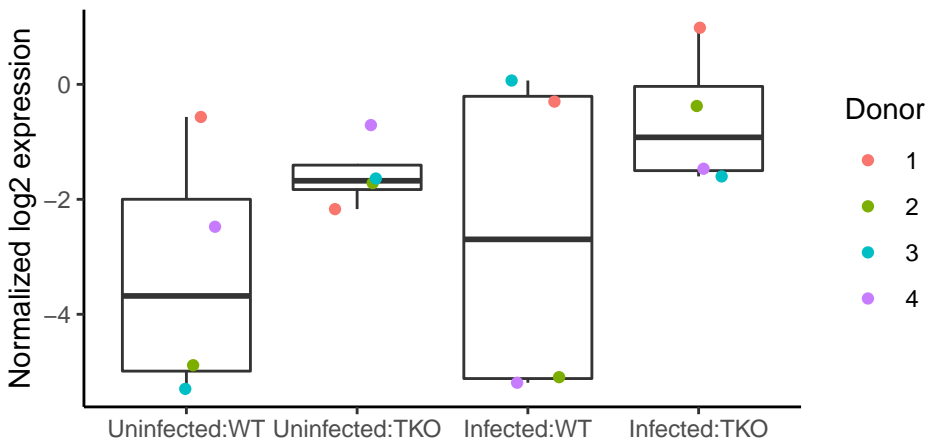 Normalized log2 expression
0
−2
−4
Uninfected:WT
Uninfected:TKO
Infected:WT
Infected:TKO
Donor
1
2
3
4